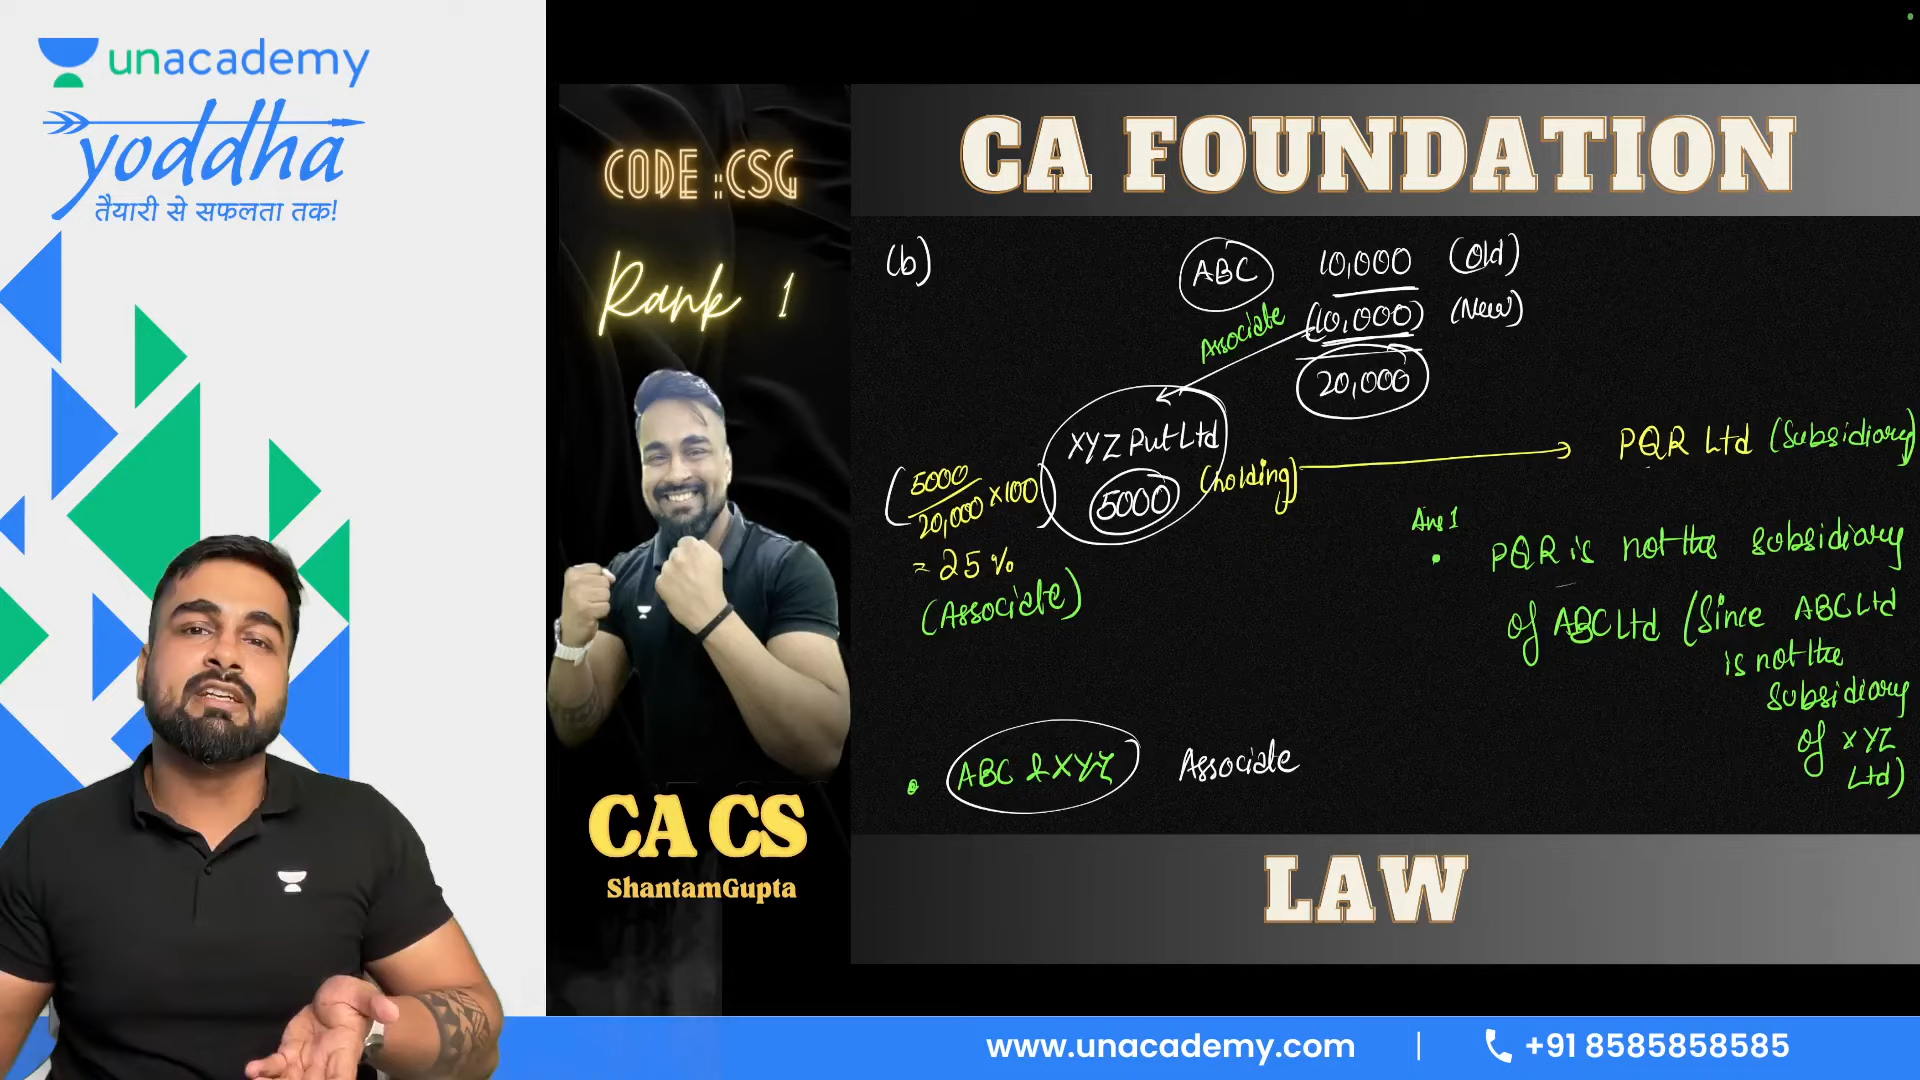 unacademy
yoddha
तैयारी से सफलता तक!
CODE :CSG
Rank 1
CA CS
ShantamGupta
CA FOUNDATION
(b)
ABC 10,000 (Old)
Associate (10,000) (New)
20,000
XYZ Pvt Ltd
5000 (holding)
PQR Ltd (Subsidiary)
(5000/20,000 ×100)
= 25%
(Associate)
Ans 1
• PQR is not the subsidiary
of ABC Ltd (Since ABC Ltd
is not the
subsidiary
of XYZ
Ltd)
• ABC & XYZ Associate
LAW
www.unacademy.com | +91 8585858585